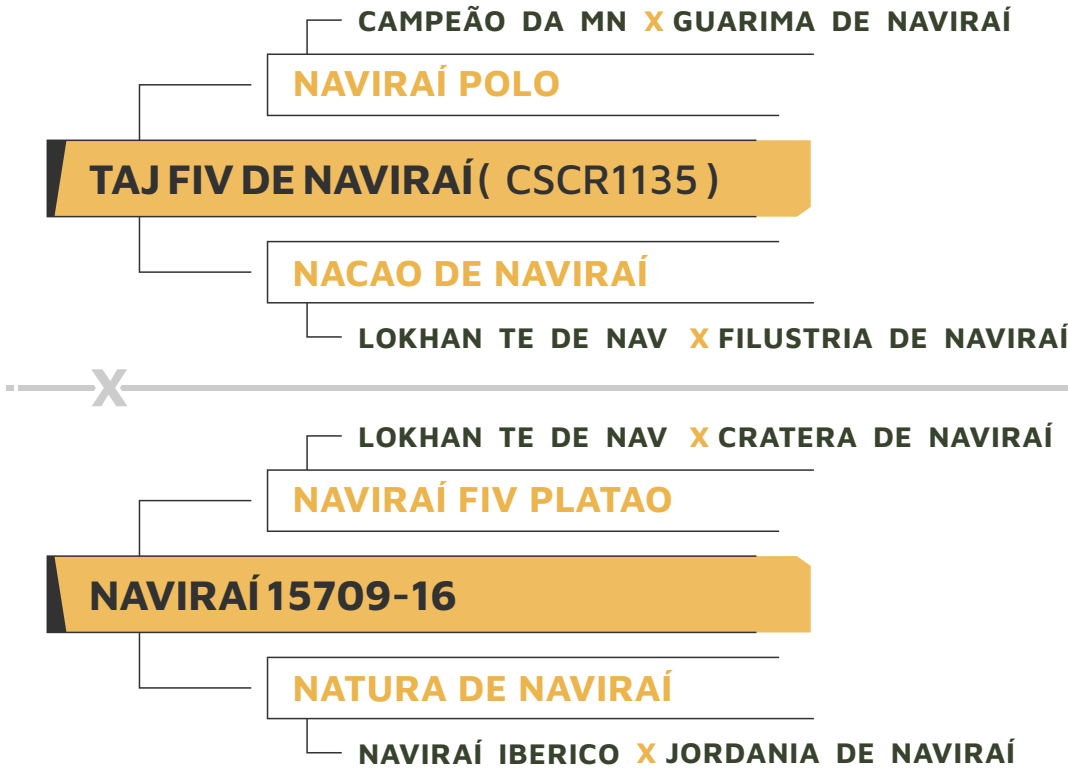 CAMPEÃO DA MN X GUARIMA DE NAVIRAÍ
NAVIRAÍ POLO
TAJ FIV DE NAVIRAÍ ( CSCR1135 )
NACAO DE NAVIRAÍ
LOKHAN TE DE NAV X FILUSTRIA DE NAVIRAÍ
X
LOKHAN TE DE NAV X CRATERA DE NAVIRAÍ
NAVIRAÍ FIV PLATAO
NAVIRAÍ 15709-16
NATURA DE NAVIRAÍ
NAVIRAÍ IBERICO X JORDANIA DE NAVIRAÍ